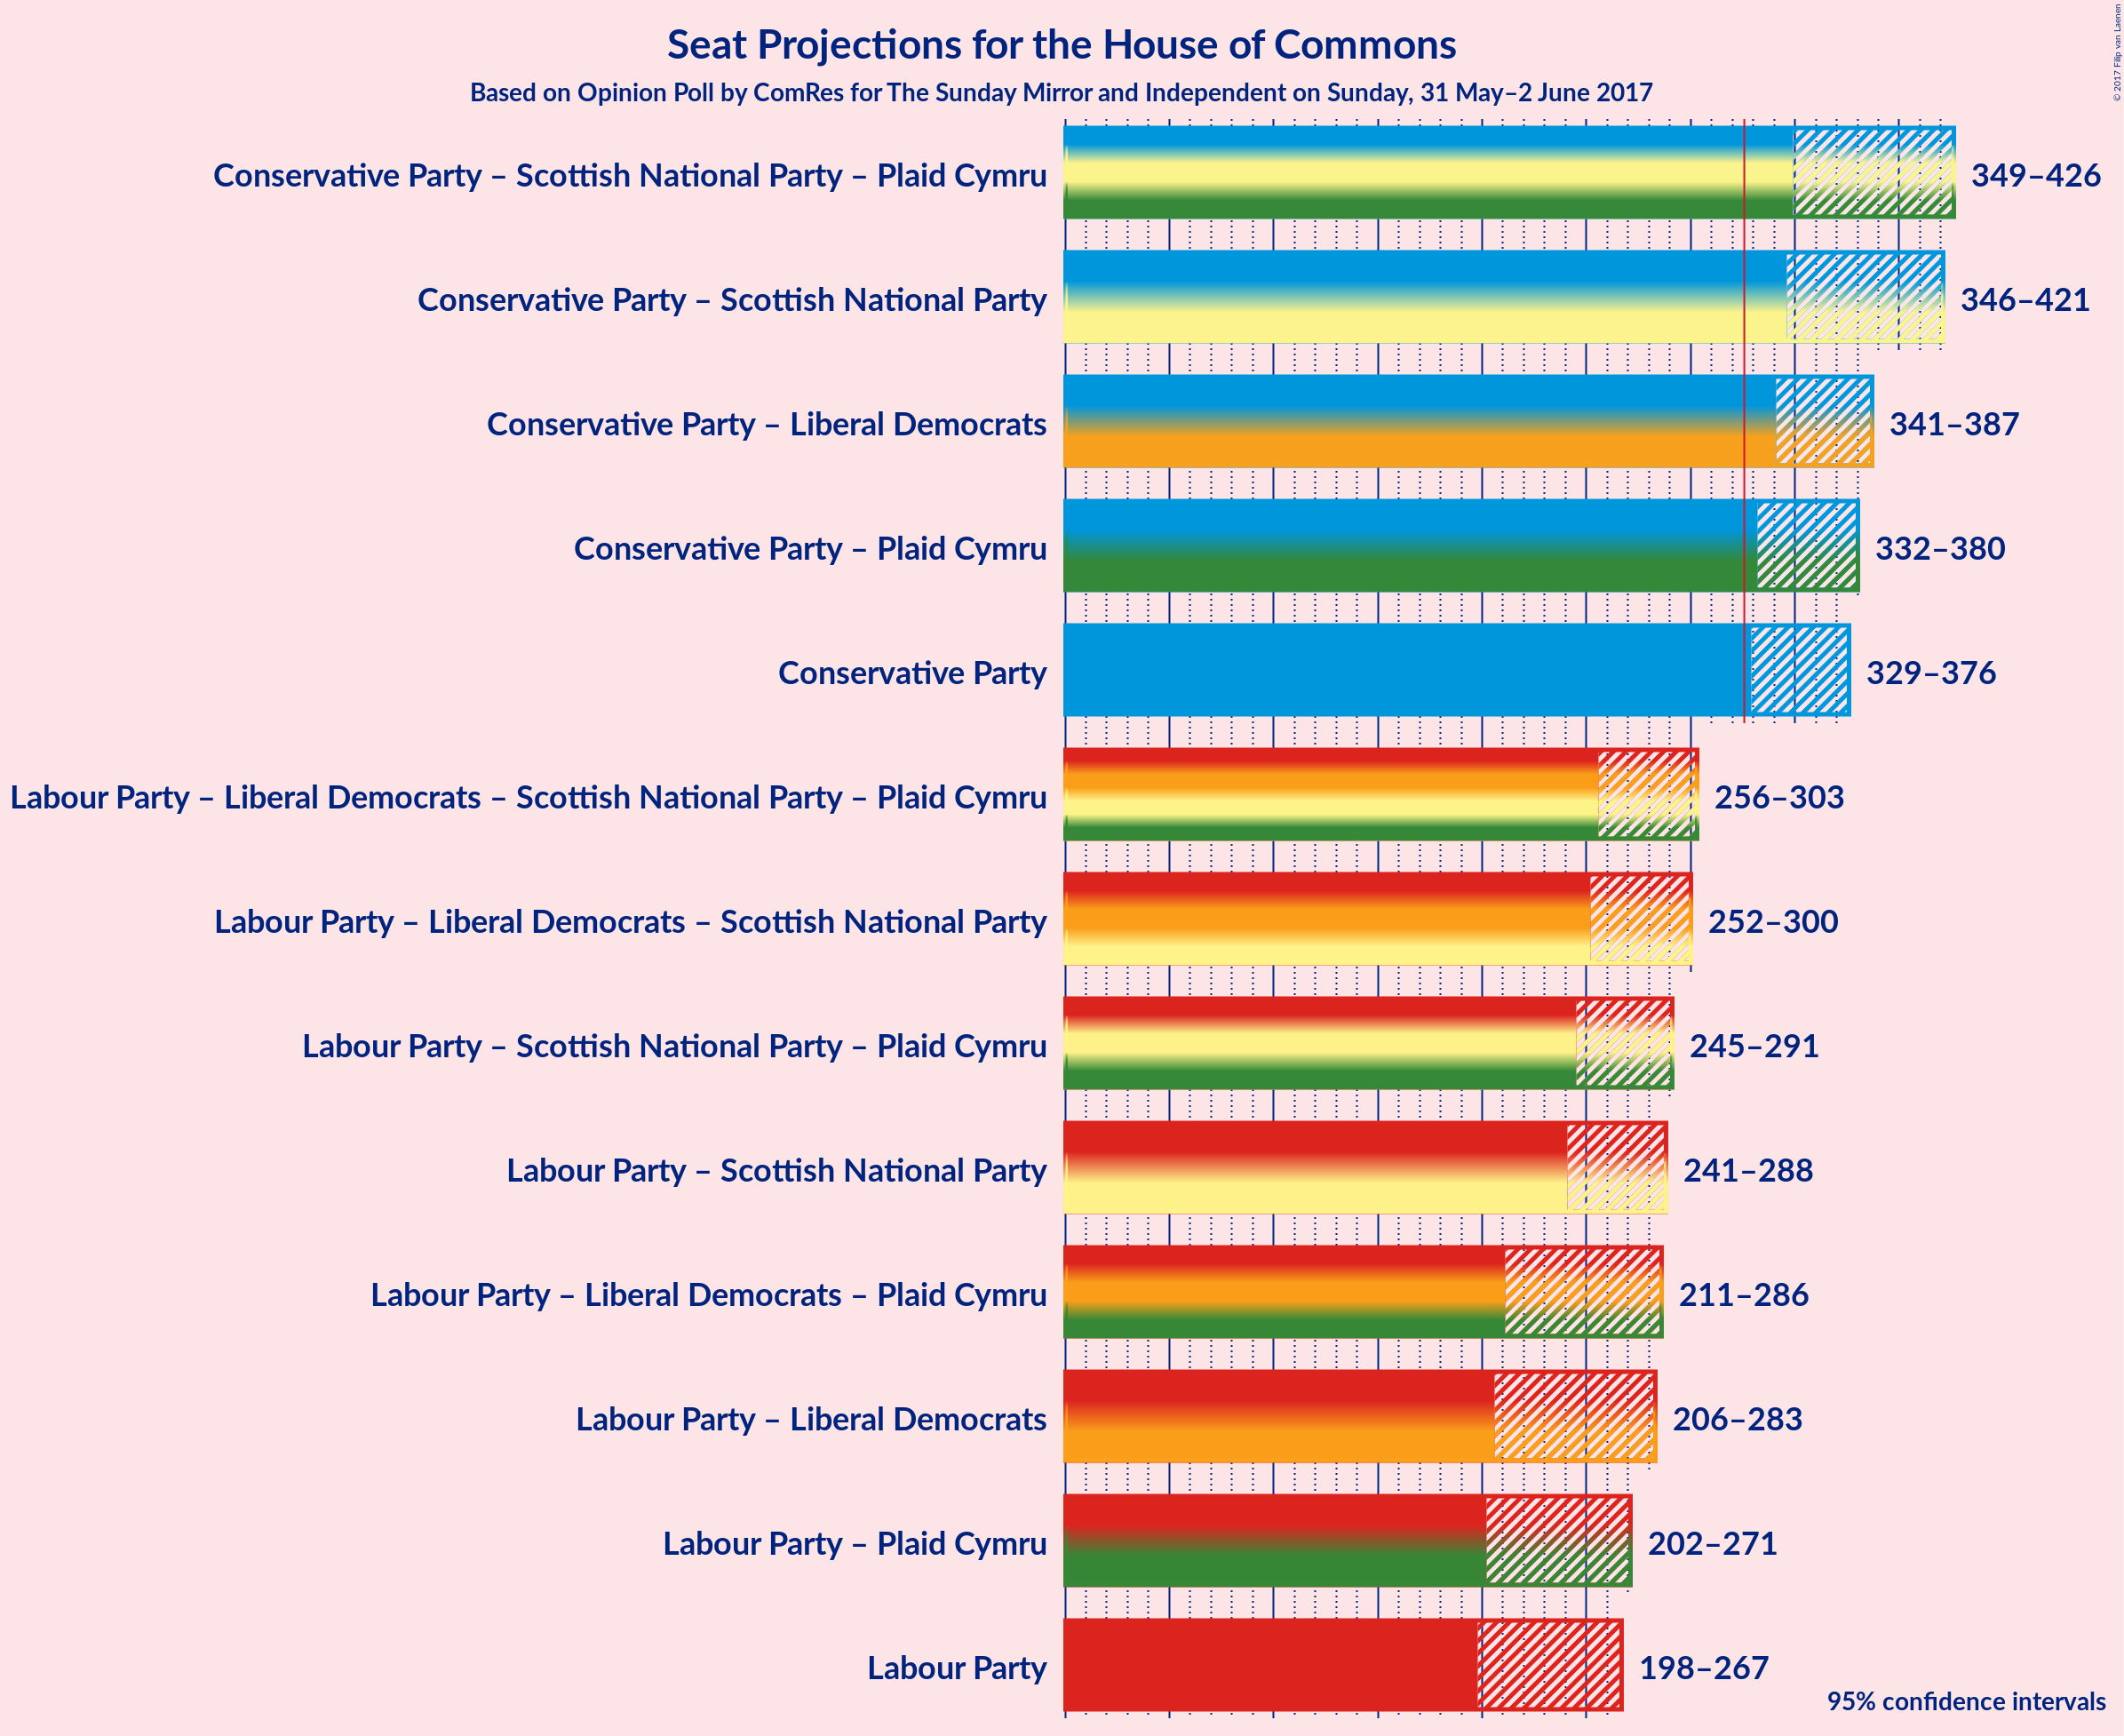 Seat Projections for the House of Commons
Based on Opinion Poll by ComRes for The Sunday Mirror and Independent on Sunday, 31 May–2 June 2017
© 2017 Filip van Laenen
Conservative Party – Scottish National Party – Plaid Cymru 349–426
Conservative Party – Scottish National Party 346–421
Conservative Party – Liberal Democrats 341–387
Conservative Party – Plaid Cymru 332–380
Conservative Party 329–376
Labour Party – Liberal Democrats – Scottish National Party – Plaid Cymru 256–303
Labour Party – Liberal Democrats – Scottish National Party 252–300
Labour Party – Scottish National Party – Plaid Cymru 245–291
Labour Party – Scottish National Party 241–288
Labour Party – Liberal Democrats – Plaid Cymru 211–286
Labour Party – Liberal Democrats 206–283
Labour Party – Plaid Cymru 202–271
Labour Party 198–267
95% confidence intervals